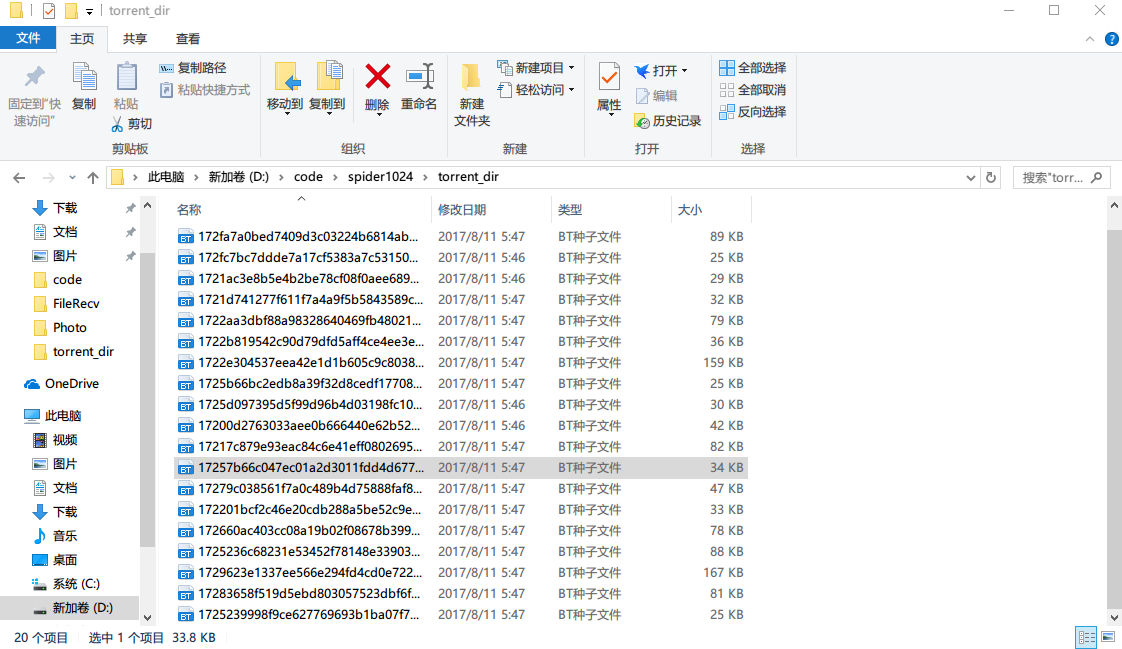 torrent_dir
文件 主页 共享 查看
固定到"快速访问"
复制
粘贴
复制路径
粘贴快捷方式
剪切
剪贴板
移动到 复制到 删除 重命名
组织
新建文件夹
新建项目
轻松访问
新建
属性
打开
编辑
历史记录
打开
全部选择
全部取消
反向选择
选择
此电脑 新加卷 (D:) code spider1024 torrent_dir
搜索"torr...
下载
文档
图片
code
FileRecv
Photo
torrent_dir
OneDrive
此电脑
视频
图片
文档
下载
音乐
桌面
系统 (C:)
新加卷 (D:)
名称 修改日期 类型 大小
172fa7a0bed7409d3c03224b6814ab... 2017/8/11 5:47 BT种子文件 89 KB
172fc7bc7ddde7a17cf5383a7c53150... 2017/8/11 5:46 BT种子文件 25 KB
1721ac3e8b5e4b2be78cf08f0aee689... 2017/8/11 5:46 BT种子文件 29 KB
1721d741277f611f7a4a9f5b5843589c... 2017/8/11 5:47 BT种子文件 32 KB
1722aa3dbf88a98328640469fb48021... 2017/8/11 5:47 BT种子文件 79 KB
1722b819542c90d79dfd5aff4ce4ee3e... 2017/8/11 5:47 BT种子文件 36 KB
1722e304537eea42e1d1b605c9c8038... 2017/8/11 5:47 BT种子文件 159 KB
1725b66bc2edb8a39f32d8cedf17708... 2017/8/11 5:47 BT种子文件 25 KB
1725d097395d5f99d96b4d03198fc10... 2017/8/11 5:46 BT种子文件 30 KB
17200d2763033aee0b666440e62b52... 2017/8/11 5:46 BT种子文件 42 KB
17217c879e93eac84c6e41eff0802695... 2017/8/11 5:47 BT种子文件 82 KB
17257b66c047ec01a2d3011fdd4d677... 2017/8/11 5:47 BT种子文件 34 KB
17279c038561f7a0c489b4d75888faf8... 2017/8/11 5:47 BT种子文件 47 KB
172201bcf2c46e20cdb288a5be52c9e... 2017/8/11 5:47 BT种子文件 33 KB
172660ac403cc08a19b02f08678b399... 2017/8/11 5:47 BT种子文件 78 KB
1725236c68231e53452f78148e33903... 2017/8/11 5:47 BT种子文件 88 KB
1729623e1337ee566e294fd4cd0e722... 2017/8/11 5:47 BT种子文件 167 KB
17283658f519d5ebd803057523dbf6f... 2017/8/11 5:47 BT种子文件 81 KB
1725239998f9ce627769693b1ba07f7... 2017/8/11 5:47 BT种子文件 25 KB
20 个项目 选中 1 个项目 33.8 KB